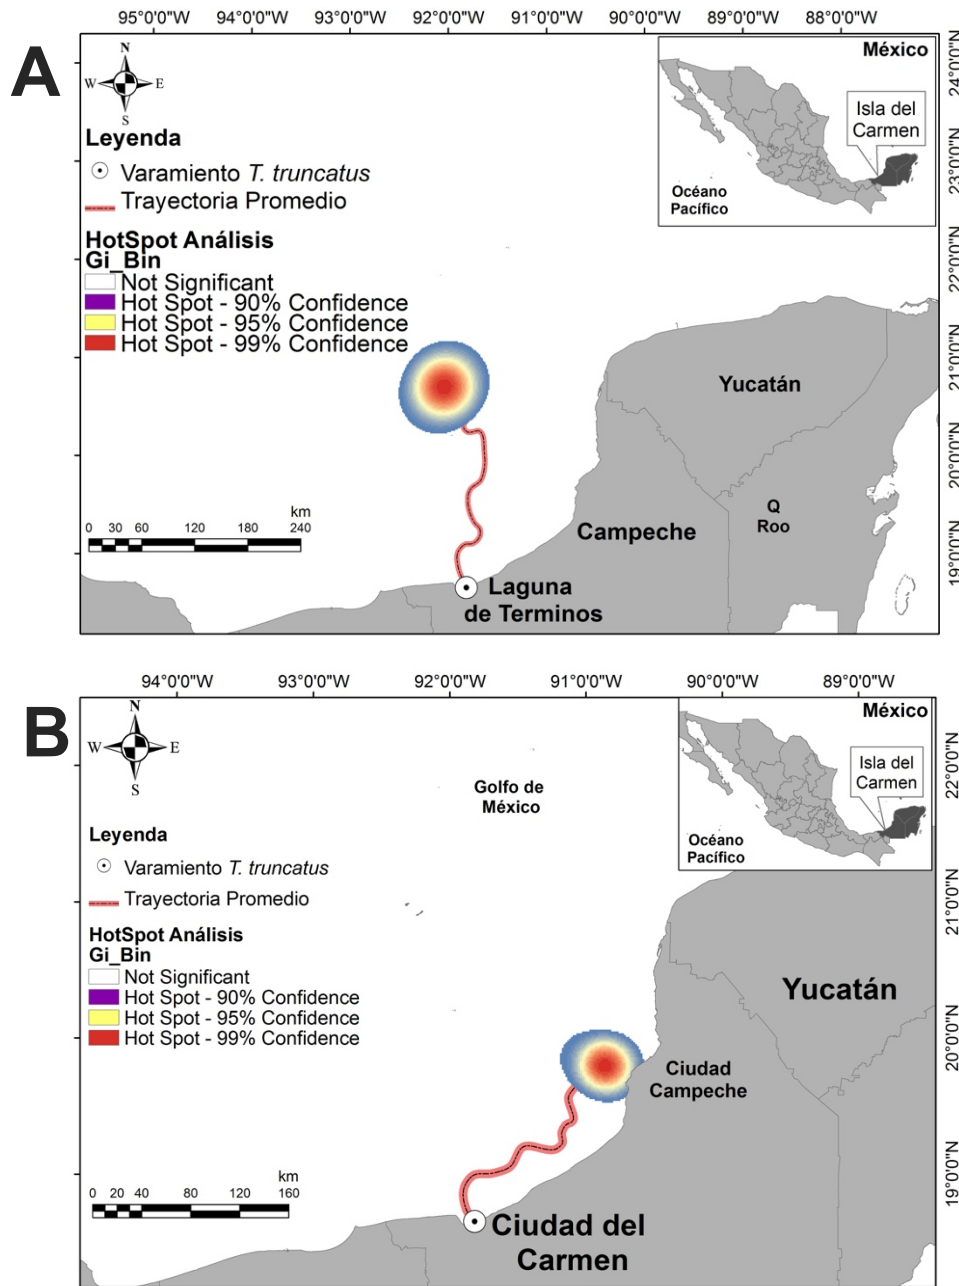 95°0'0"W 94°0'0"W 93°0'0"W 92°0'0"W 91°0'0"W 90°0'0"W 89°0'0"W 88°0'0"W
A
N
W E
S
México
Isla del
Carmen
Océano
Pacífico
Leyenda
Varamiento T. truncatus
Trayectoria Promedio
HotSpot Análisis
Gi_Bin
Not Significant
Hot Spot - 90% Confidence
Hot Spot - 95% Confidence
Hot Spot - 99% Confidence
24°0'0"N
23°0'0"N
22°0'0"N
21°0'0"N
20°0'0"N
19°0'0"N
Yucatán
Q
Roo
Campeche
km
0 30 60 120 180 240
Laguna
de Terminos
94°0'0"W 93°0'0"W 92°0'0"W 91°0'0"W 90°0'0"W 89°0'0"W
B
N
W E
S
Golfo de
México
México
Isla del
Carmen
Océano
Pacífico
Leyenda
Varamiento T. truncatus
Trayectoria Promedio
HotSpot Análisis
Gi_Bin
Not Significant
Hot Spot - 90% Confidence
Hot Spot - 95% Confidence
Hot Spot - 99% Confidence
22°0'0"N
21°0'0"N
20°0'0"N
19°0'0"N
Yucatán
Ciudad
Campeche
km
0 20 40 80 120 160
Ciudad del
Carmen